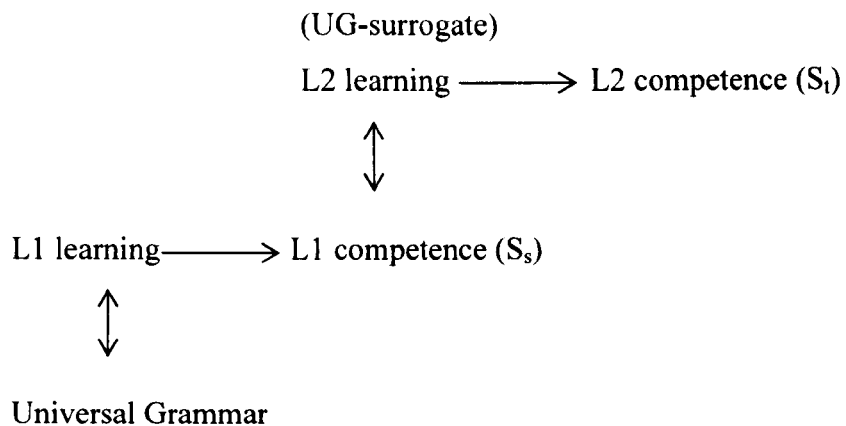 (UG-surrogate)
L2 learning L2 competence (Sₜ)
L1 learning L1 competence (Sₛ)
Universal Grammar